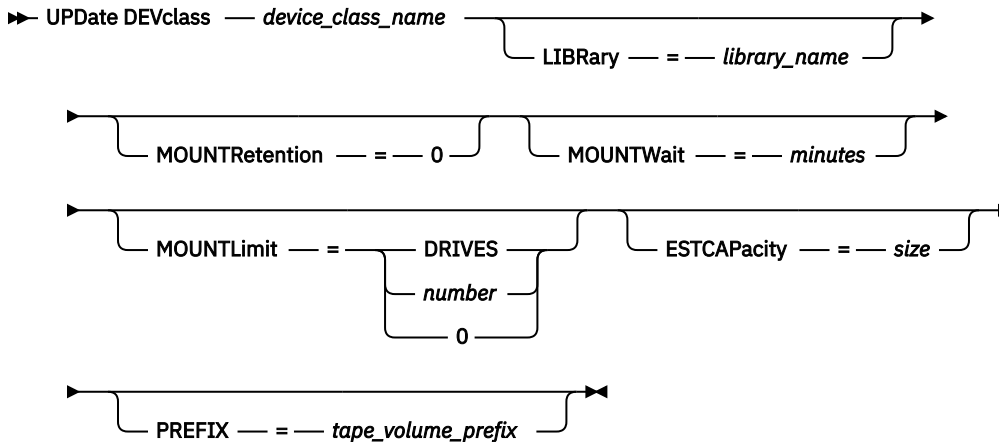 UPDate DEVclass device_class_name
LIBRary = library_name
MOUNTRetention = 0 MOUNTWait = minutes
MOUNTLimit = DRIVES ESTCAPacity = size
number
0
PREFIX = tape_volume_prefix